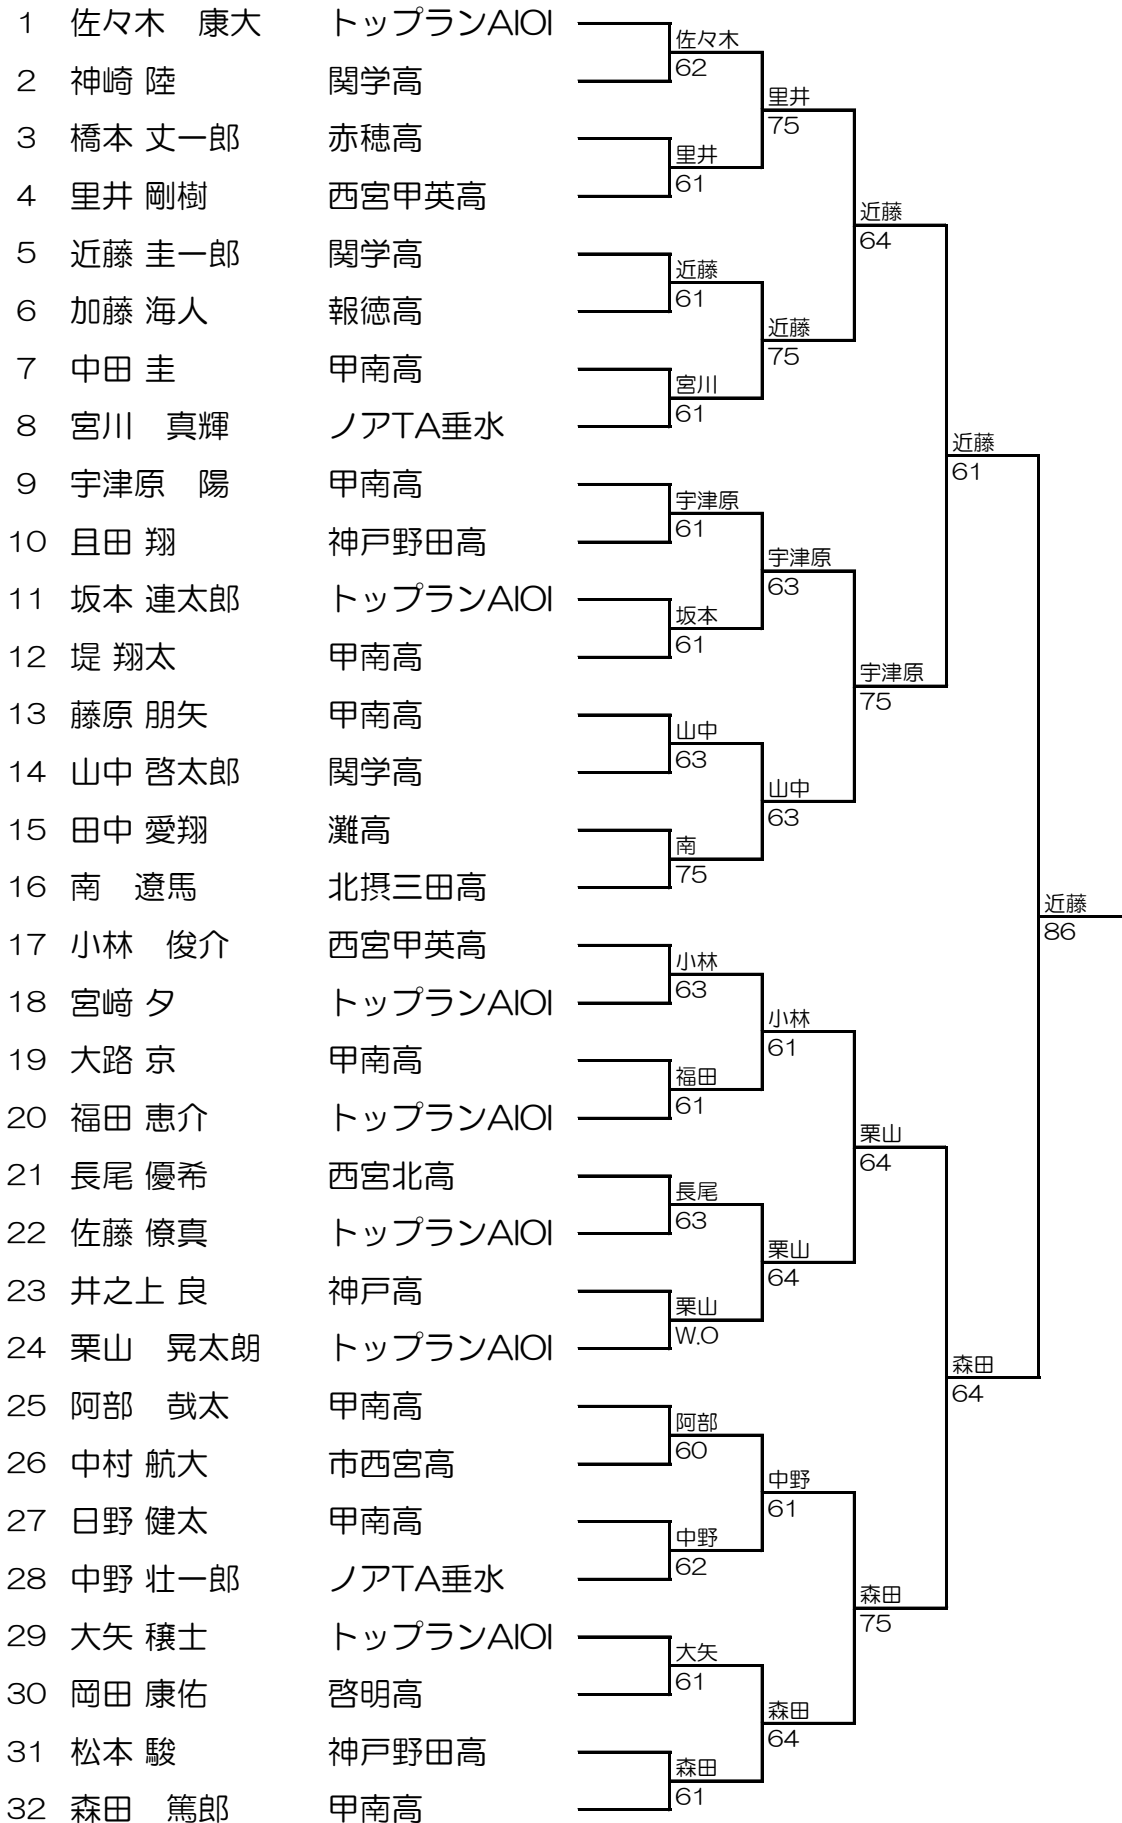 1 佐々木　康大 トップランAIOI
2 神崎 陸 関学高
3 橋本 丈一郎 赤穂高
4 里井 剛樹 西宮甲英高
5 近藤 圭一郎 関学高
6 加藤 海人 報徳高
7 中田 圭 甲南高
8 宮川　真輝 ノアTA垂水
9 宇津原　陽 甲南高
10 且田 翔 神戸野田高
11 坂本 連太郎 トップランAIOI
12 堤 翔太 甲南高
13 藤原 朋矢 甲南高
14 山中 啓太郎 関学高
15 田中 愛翔 灘高
16 南　遼馬 北摂三田高
17 小林　俊介 西宮甲英高
18 宮﨑 夕 トップランAIOI
19 大路 京 甲南高
20 福田 恵介 トップランAIOI
21 長尾 優希 西宮北高
22 佐藤 僚真 トップランAIOI
23 井之上 良 神戸高
24 栗山　晃太朗 トップランAIOI
25 阿部　哉太 甲南高
26 中村 航大 市西宮高
27 日野 健太 甲南高
28 中野 壮一郎 ノアTA垂水
29 大矢 穣士 トップランAIOI
30 岡田 康佑 啓明高
31 松本 駿 神戸野田高
32 森田　篤郎 甲南高
佐々木
62
里井
61
近藤
61
宮川
61
宇津原
61
坂本
61
山中
63
南
75
小林
63
福田
61
長尾
63
栗山
W.O
阿部
60
中野
62
大矢
61
森田
61
里井
75
近藤
75
宇津原
63
山中
63
小林
61
栗山
64
中野
61
森田
64
近藤
64
宇津原
75
栗山
64
森田
75
近藤
61
森田
64
近藤
86